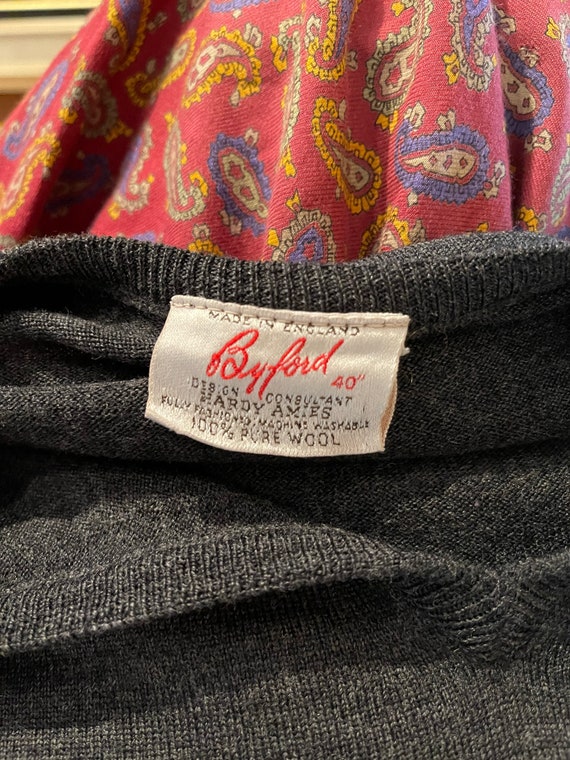 MADE IN ENGLAND
Byford 40"
DESIGN CONSULTANT
HARDY AMIES
FULLY FASHIONED, MACHINE WASHABLE
100% PURE WOOL